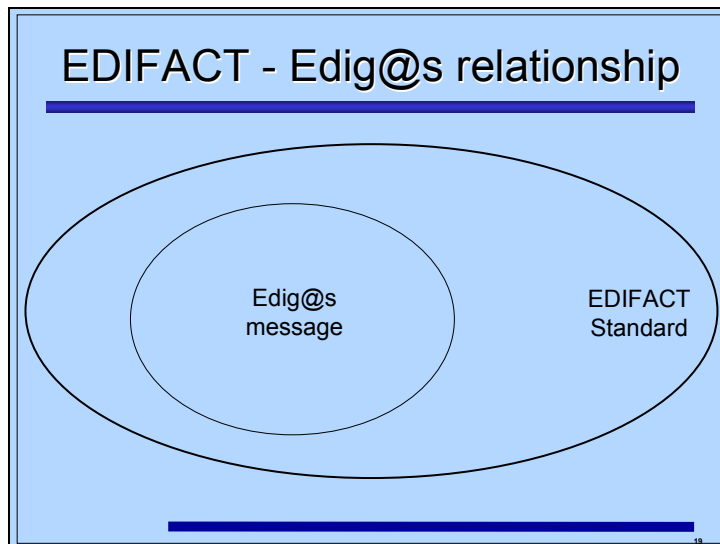 EDIFACT - Edig@s relationship
Edig@s
message
EDIFACT
Standard
19